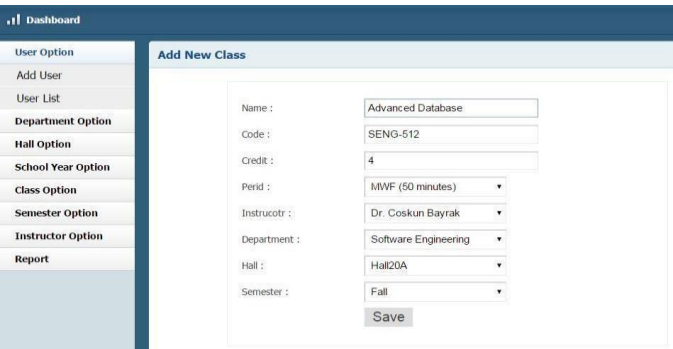 Dashboard
User Option
Add User
User List
Department Option
Hall Option
School Year Option
Class Option
Semester Option
Instructor Option
Report
Add New Class
Name : Advanced Database
Code : SENG-512
Credit : 4
Perid : MWF (50 minutes)
Instrucotr : Dr. Coskun Bayrak
Department : Software Engineering
Hall : Hall20A
Semester : Fall
Save